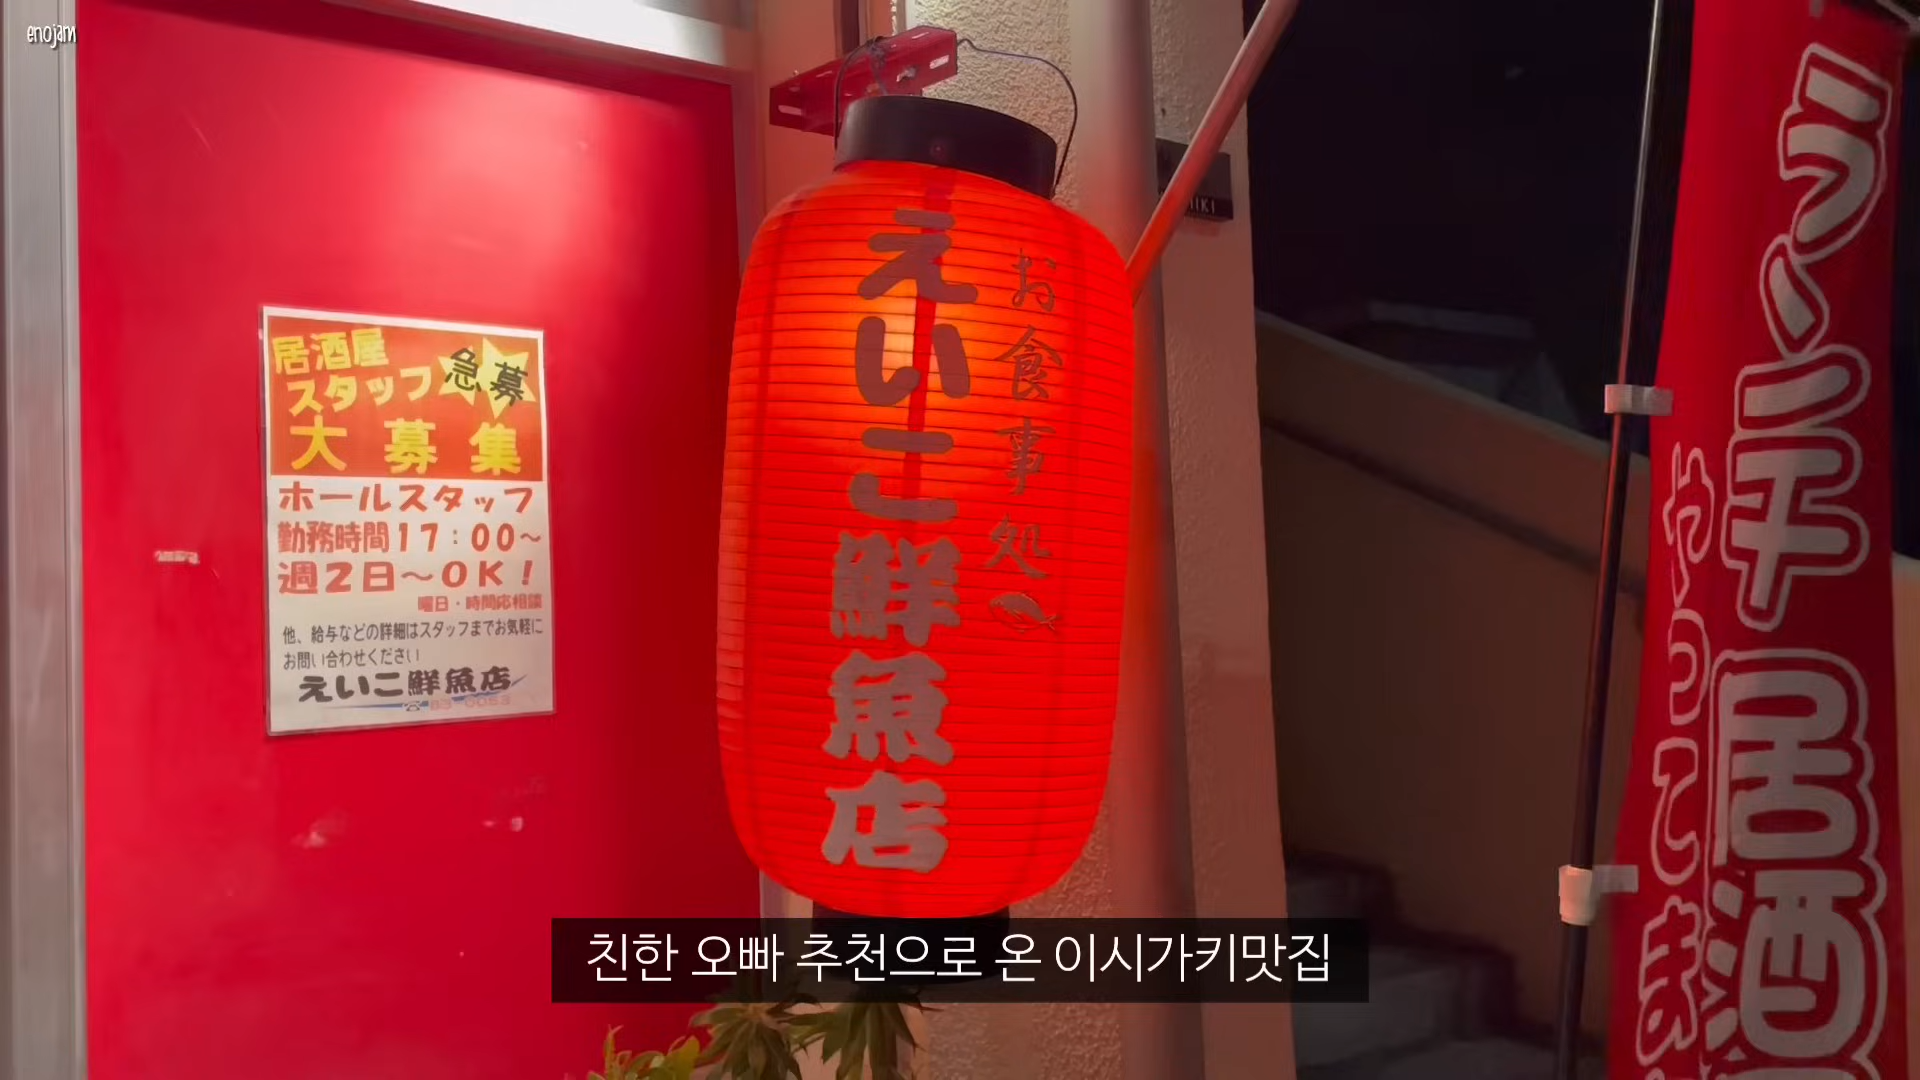 enojam
居酒屋
スタッフ
急募
大募集
ホールスタッフ
勤務時間17:00~
週2日~OK!
曜日・時間応相談
他、給与などの詳細はスタッフまでお気軽に
お問い合わせください
えいこ鮮魚店
えいこ鮮魚店
お食事処
ランチ 居酒
やってま
친한 오빠 추천으로 온 이시가키맛집